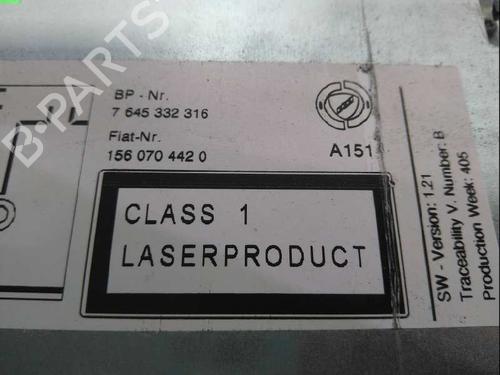 BP - Nr.
7 645 332 316
Fiat-Nr.
156 070 442 0
A151
CLASS 1
LASERPRODUCT
SW - Version: 1.21
Traceability V. Number: B
Production Week: 405